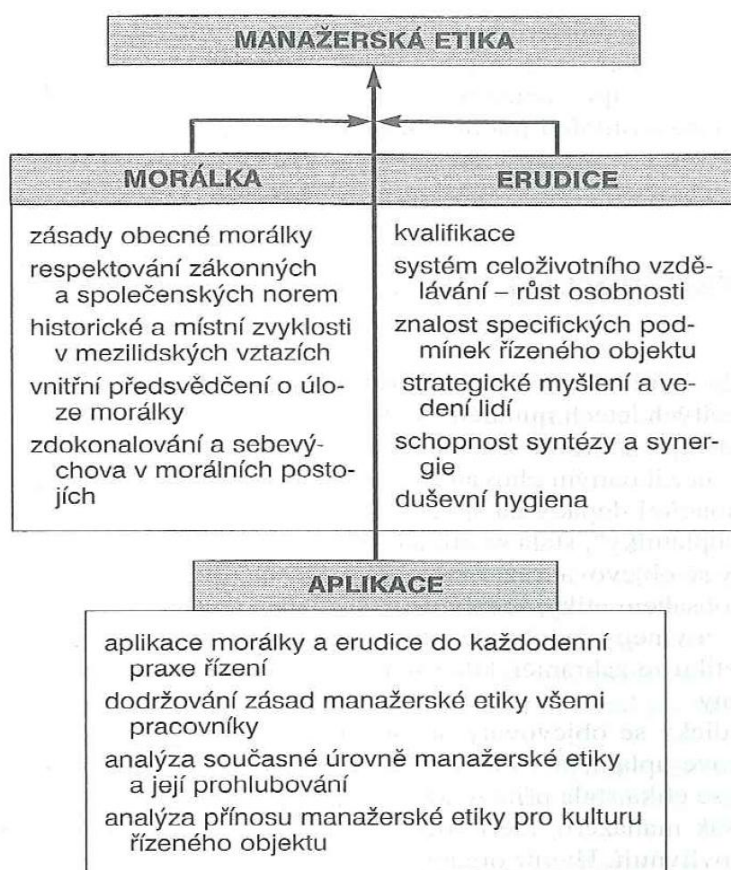 MANAŽERSKÁ ETIKA
MORÁLKA
zásady obecné morálky
respektování zákonných
a společenských norem
historické a místní zvyklosti
v mezilidských vztazích
vnitřní předsvědčení o úlo-
ze morálky
zdokonalování a sebevý-
chova v morálních posto-
jích
ERUDICE
kvalifikace
systém celoživotního vzdě-
lávání – růst osobnosti
znalost specifických pod-
mínek řízeného objektu
strategické myšlení a ve-
dení lidí
schopnost syntézy a syner-
gie
duševní hygiena
APLIKACE
aplikace morálky a erudice do každodenní
praxe řízení
dodržování zásad manažerské etiky všemi
pracovníky
analýza současné úrovně manažerské etiky
a její prohlubování
analýza přínosu manažerské etiky pro kulturu
řízeného objektu